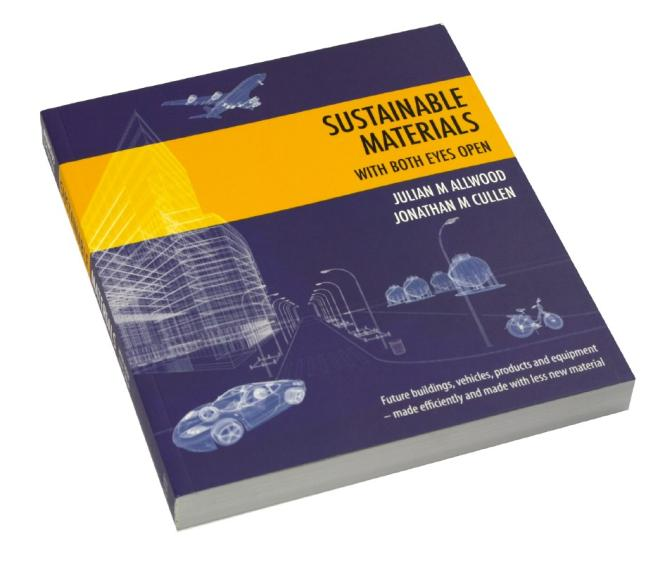 SUSTAINABLE
MATERIALS
WITH BOTH EYES OPEN
JULIAN M ALLWOOD
JONATHAN M CULLEN
Future buildings, vehicles, products and equipment
– made efficiently and made with less new material